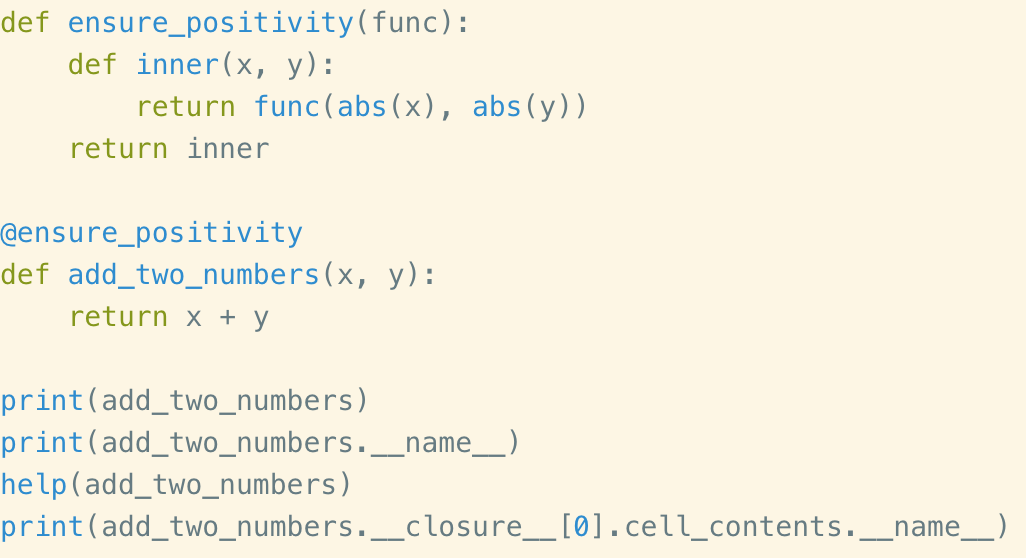 def ensure_positivity(func):
    def inner(x, y):
        return func(abs(x), abs(y))
    return inner

@ensure_positivity
def add_two_numbers(x, y):
    return x + y

print(add_two_numbers)
print(add_two_numbers.__name__)
help(add_two_numbers)
print(add_two_numbers.__closure__[0].cell_contents.__name__)